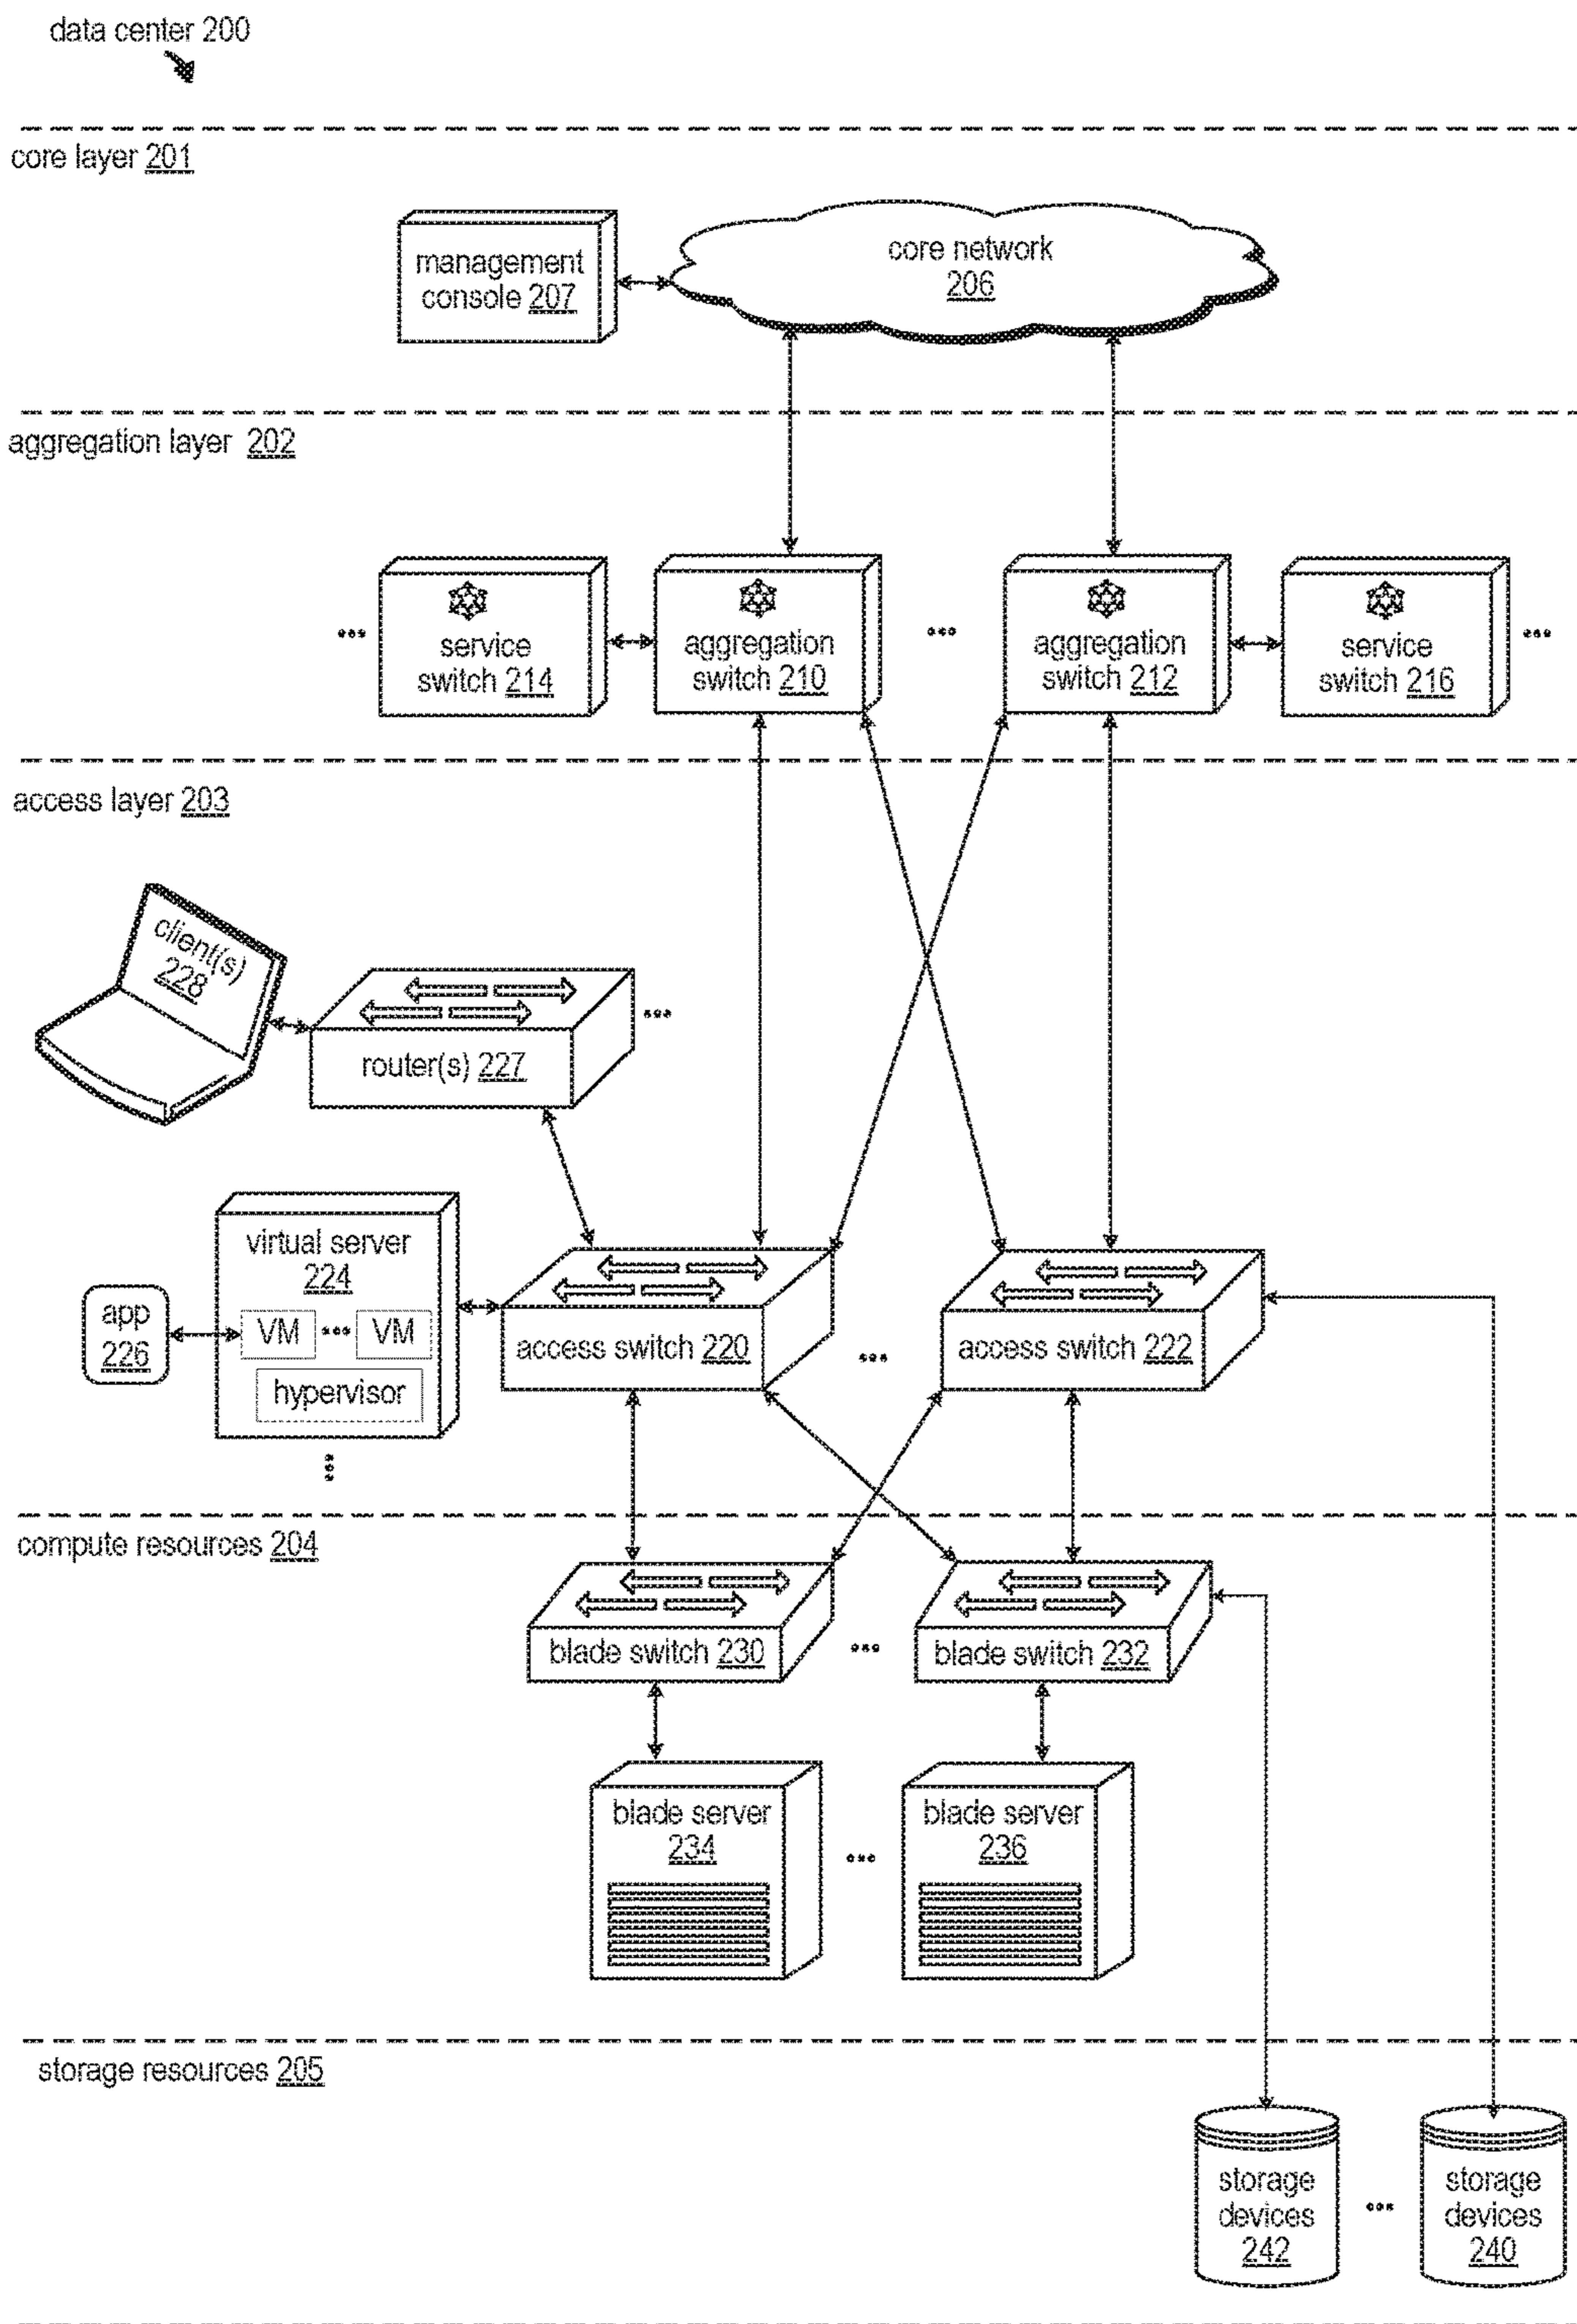 data center 200
core layer 201
management
console 207
core network
206
aggregation layer 202
service
switch 214
aggregation
switch 210
aggregation
switch 212
service
switch 216
access layer 203
client(s)
228
router(s) 227
virtual server
224
app
226
VM
VM
hypervisor
access switch 220
access switch 222
compute resources 204
blade switch 230
blade switch 232
blade server
234
blade server
236
storage resources 205
storage
devices
242
storage
devices
240